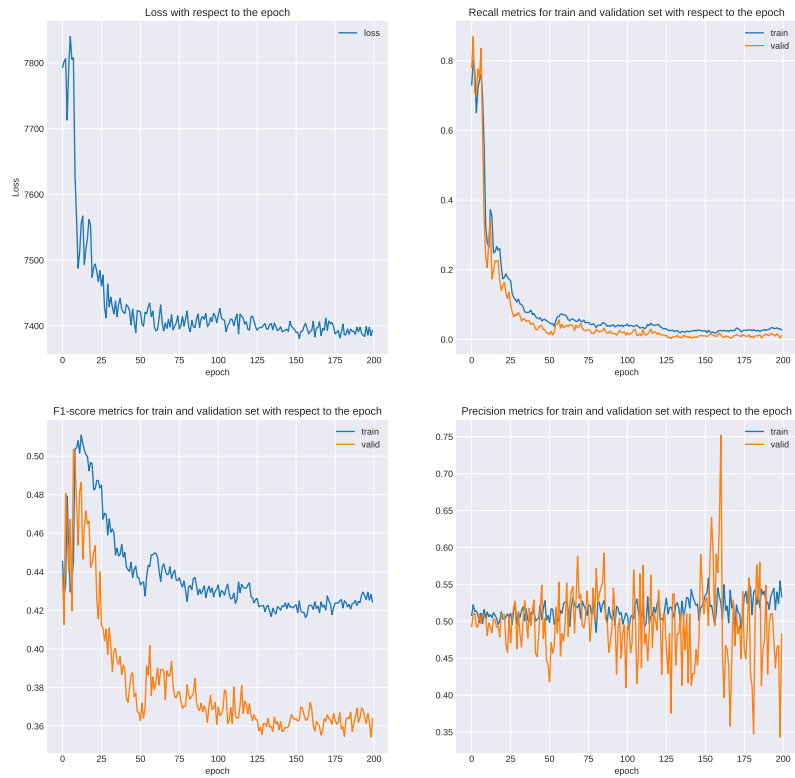 Loss with respect to the epoch
loss
7800
7700
7600
7500
7400
Loss
0 25 50 75 100 125 150 175 200
epoch
Recall metrics for train and validation set with respect to the epoch
train
valid
0.8
0.6
0.4
0.2
0.0
0 25 50 75 100 125 150 175 200
epoch
F1-score metrics for train and validation set with respect to the epoch
train
valid
0.50
0.48
0.46
0.44
0.42
0.40
0.38
0.36
0 25 50 75 100 125 150 175 200
epoch
Precision metrics for train and validation set with respect to the epoch
train
valid
0.75
0.70
0.65
0.60
0.55
0.50
0.45
0.40
0.35
0 25 50 75 100 125 150 175 200
epoch